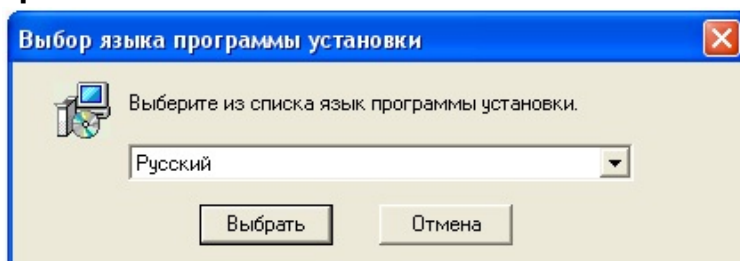 Выбор языка программы установки
Выберите из списка язык программы установки.
Русский
Выбрать Отмена